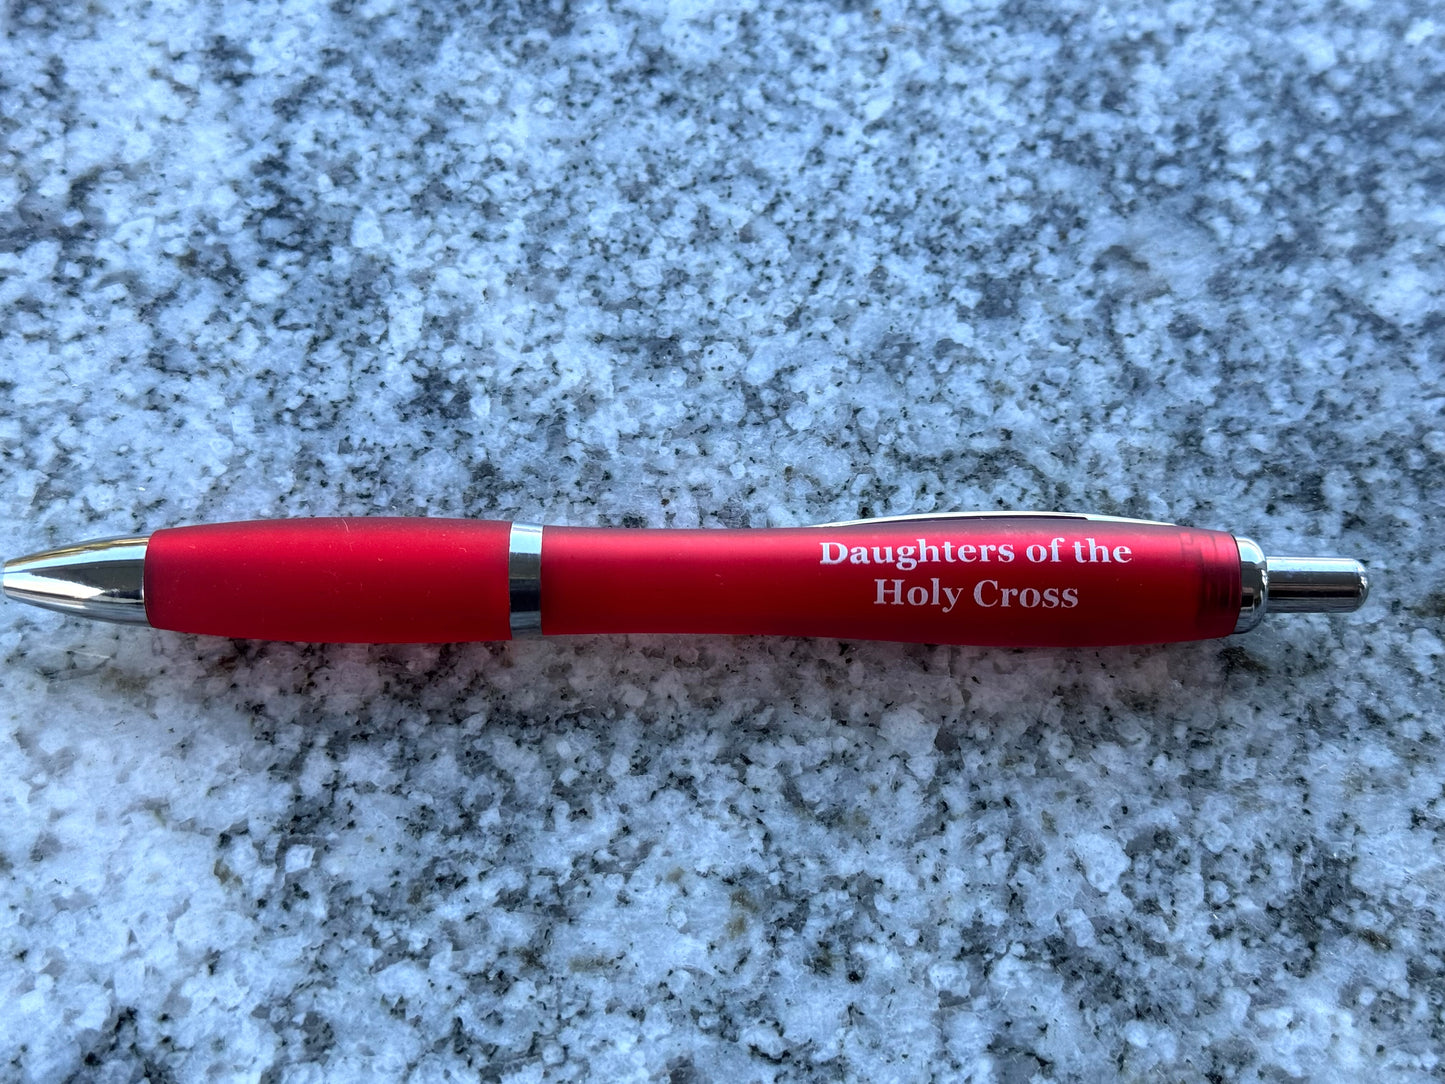 Daughters of the
Holy Cross